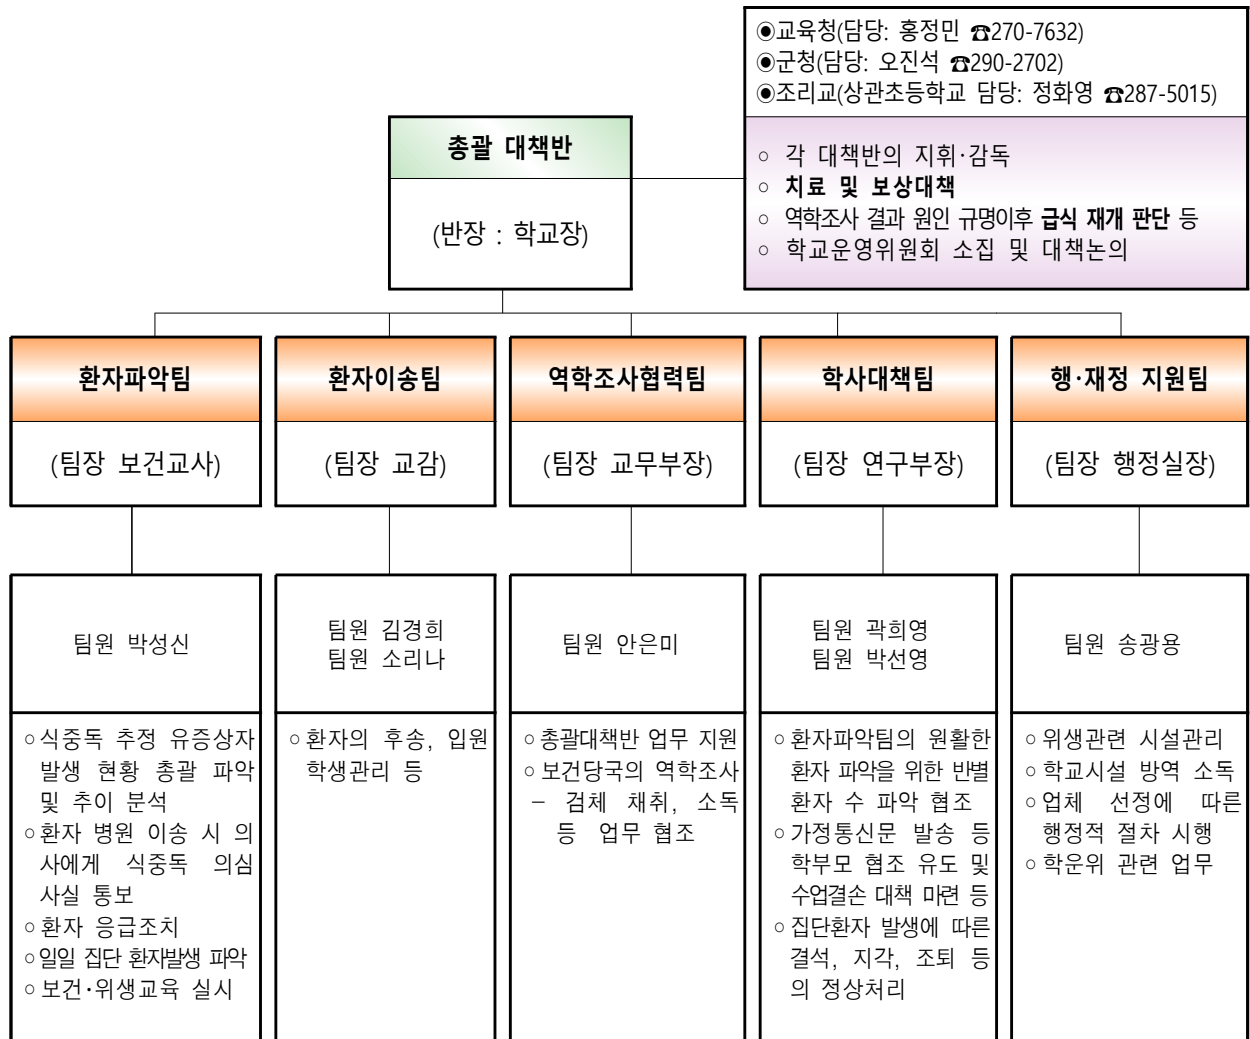 ◉교육청(담당: 홍정민 ☎270-7632)
◉군청(담당: 오진석 ☎290-2702)
◉조리교(상관초등학교 담당: 정화영 ☎287-5015)
총괄 대책반
(반장 : 학교장)
○ 각 대책반의 지휘·감독
○ 치료 및 보상대책
○ 역학조사 결과 원인 규명이후 급식 재개 판단 등
○ 학교운영위원회 소집 및 대책논의
환자파악팀
(팀장 보건교사)
환자이송팀
(팀장 교감)
역학조사협력팀
(팀장 교무부장)
학사대책팀
(팀장 연구부장)
행·재정 지원팀
(팀장 행정실장)
팀원 박성신
팀원 김경희
팀원 소리나
팀원 안은미
팀원 곽희영
팀원 박선영
팀원 송광용
○식중독 추정 유증상자
발생 현황 총괄 파악
및 추이 분석
○환자 병원 이송 시 의
사에게 식중독 의심
사실 통보
○환자 응급조치
○일일 집단 환자발생 파악
○보건·위생교육 실시
○환자의 후송, 입원
학생관리 등
○총괄대책반 업무 지원
○보건당국의 역학조사
- 검체 채취, 소독
등 업무 협조
○환자파악팀의 원활한
환자 파악을 위한 반별
환자 수 파악 협조
○가정통신문 발송 등
학부모 협조 유도 및
수업결손 대책 마련 등
○집단환자 발생에 따른
결석, 지각, 조퇴 등
의 정상처리
○위생관련 시설관리
○학교시설 방역 소독
○업체 선정에 따른
행정적 절차 시행
○학운위 관련 업무